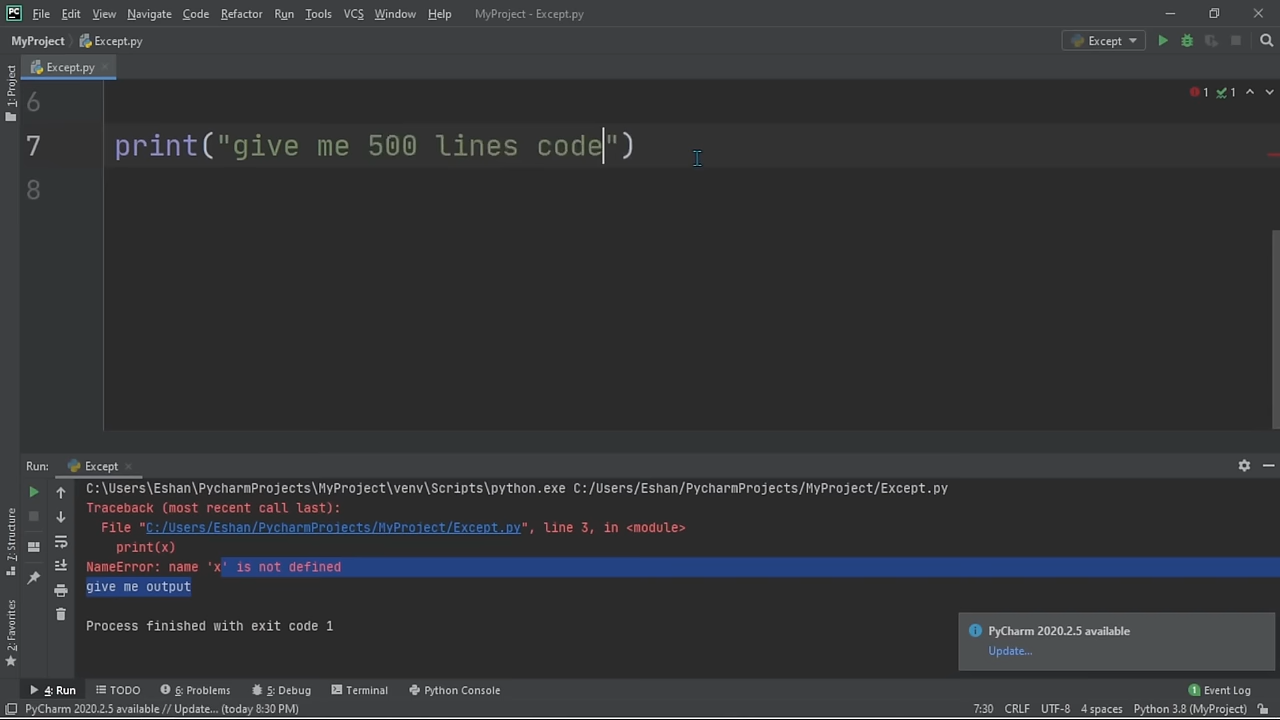 File Edit View Navigate Code Refactor Run Tools VCS Window Help MyProject - Except.py
MyProject Except.py Except
Except.py
1: Project
6
1 1
7 print("give me 500 lines code")
8
Run: Except
C:\Users\Eshan\PycharmProjects\MyProject\venv\Scripts\python.exe C:/Users/Eshan/PycharmProjects/MyProject/Except.py
Traceback (most recent call last):
File "C:/Users/Eshan/PycharmProjects/MyProject/Except.py", line 3, in <module>
print(x)
NameError: name 'x' is not defined
give me output
Process finished with exit code 1
7: Structure
2: Favorites
PyCharm 2020.2.5 available
Update...
4: Run TODO 6: Problems 5: Debug Terminal Python Console 1 Event Log
PyCharm 2020.2.5 available // Update... (today 8:30 PM) 7:30 CRLF UTF-8 4 spaces Python 3.8 (MyProject)